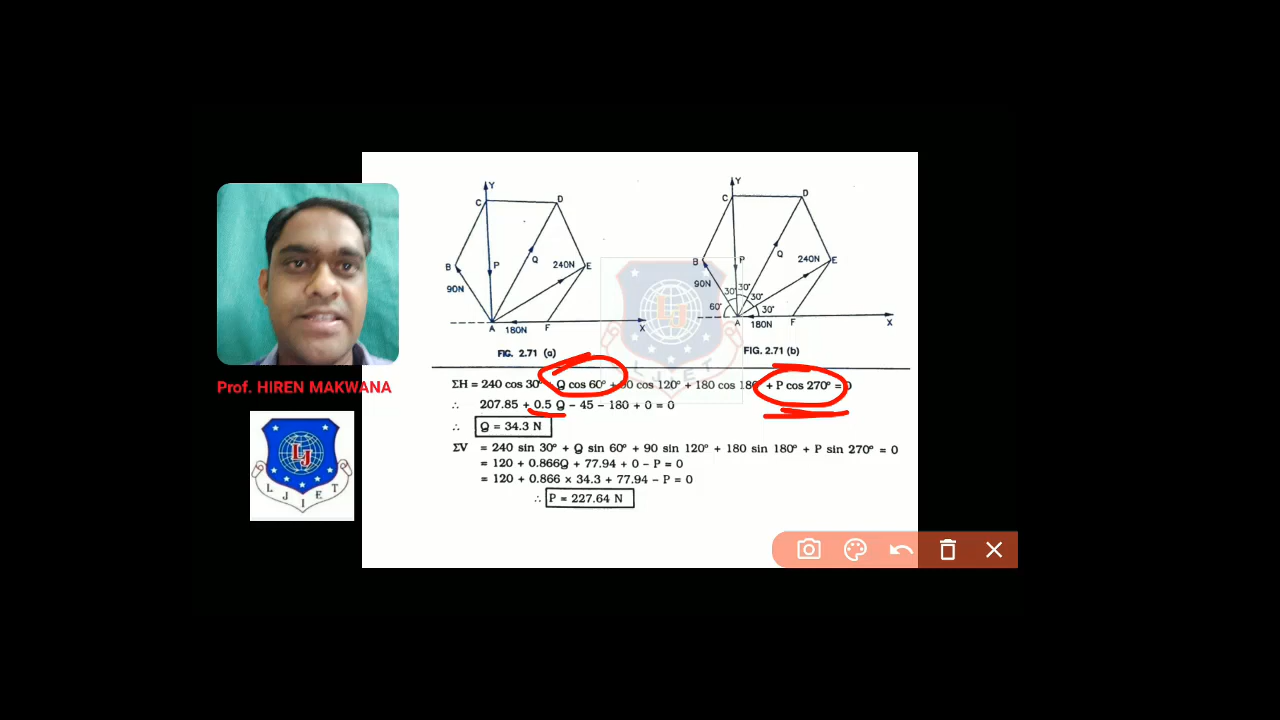 Y
C
D
B
P
Q
240N
E
90N
A
180N
F
X
FIG. 2.71 (a)
Y
C
D
B
P
Q
240N
E
90N
30°
30°
30°
60°
30°
A
180N
F
X
FIG. 2.71 (b)
Prof. HIREN MAKWANA
LJ
LJIET
ΣH = 240 cos 30° + Q cos 60° + 90 cos 120° + 180 cos 180° + P cos 270° = 0
∴ 207.85 + 0.5 Q – 45 – 180 + 0 = 0
∴ Q = 34.3 N
ΣV = 240 sin 30° + Q sin 60° + 90 sin 120° + 180 sin 180° + P sin 270° = 0
= 120 + 0.866Q + 77.94 + 0 – P = 0
= 120 + 0.866 × 34.3 + 77.94 – P = 0
∴ P = 227.64 N